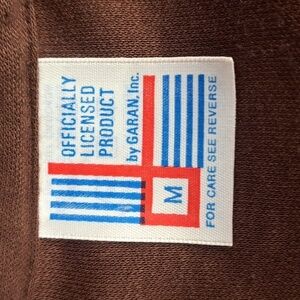 OFFICIALLY
LICENSED
PRODUCT
by GARAN, Inc.
M
FOR CARE SEE REVERSE